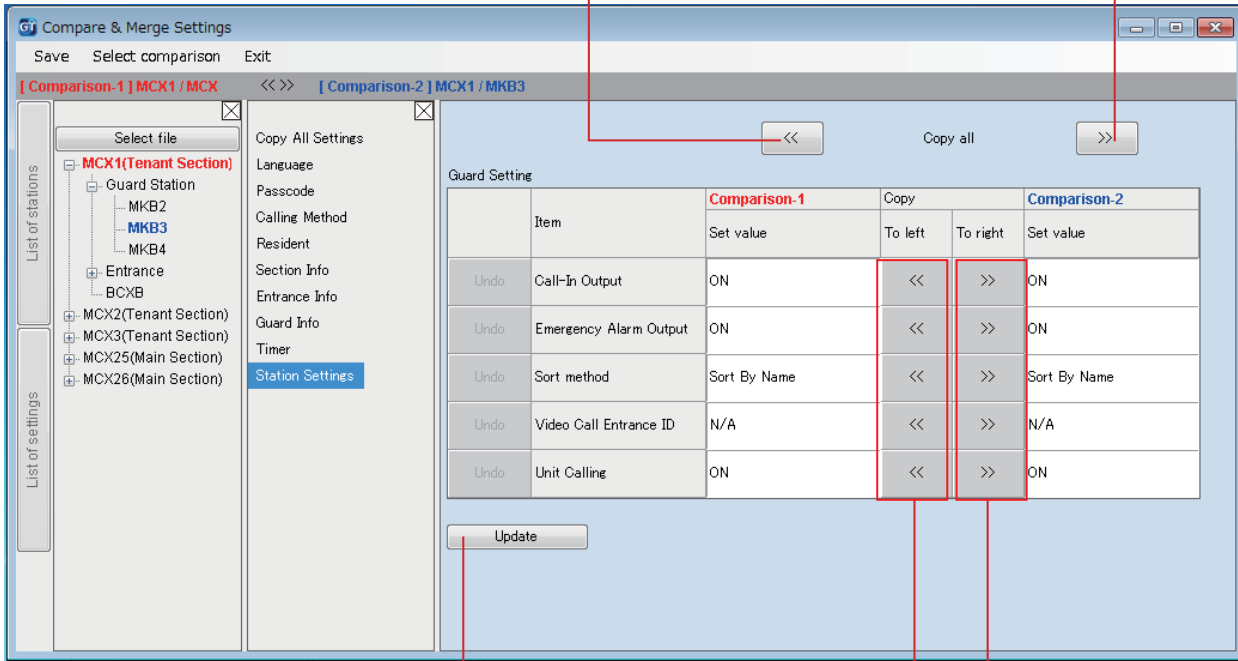 GT Compare & Merge Settings
Save Select comparison Exit
[ Comparison-1 ] MCX1 / MCX << >> [ Comparison-2 ] MCX1 / MKB3
List of stations
List of settings
Select file
MCX1(Tenant Section)
Guard Station
MKB2
MKB3
MKB4
Entrance
BCXB
MCX2(Tenant Section)
MCX3(Tenant Section)
MCX25(Main Section)
MCX26(Main Section)
Copy All Settings
Language
Passcode
Calling Method
Resident
Section Info
Entrance Info
Guard Info
Timer
Station Settings
<< Copy all >>
Guard Setting
Item Comparison-1 Copy Comparison-2
Set value To left To right Set value
Undo Call-In Output ON << >> ON
Undo Emergency Alarm Output ON << >> ON
Undo Sort method Sort By Name << >> Sort By Name
Undo Video Call Entrance ID N/A << >> N/A
Undo Unit Calling ON << >> ON
Update